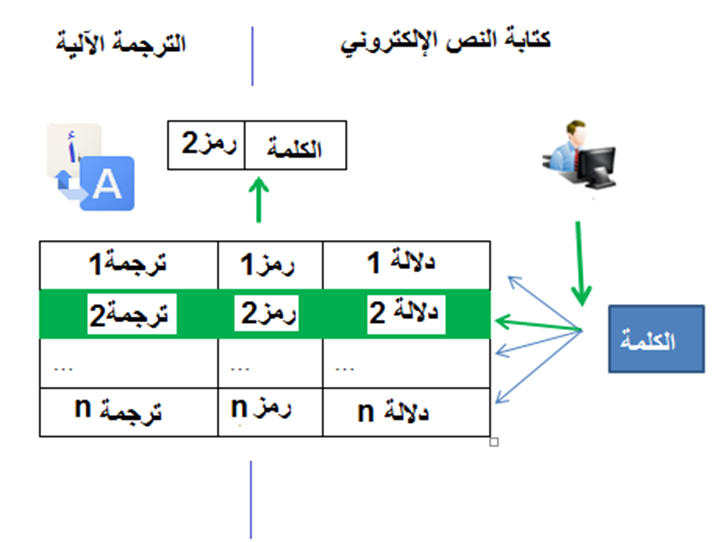 كتابة النص الإلكتروني
الترجمة الآلية
الكلمة رمز2
أ
A
دلالة 1 رمز1 ترجمة1
دلالة 2 رمز2 ترجمة2
... ... ...
دلالة n رمز n ترجمة n
الكلمة